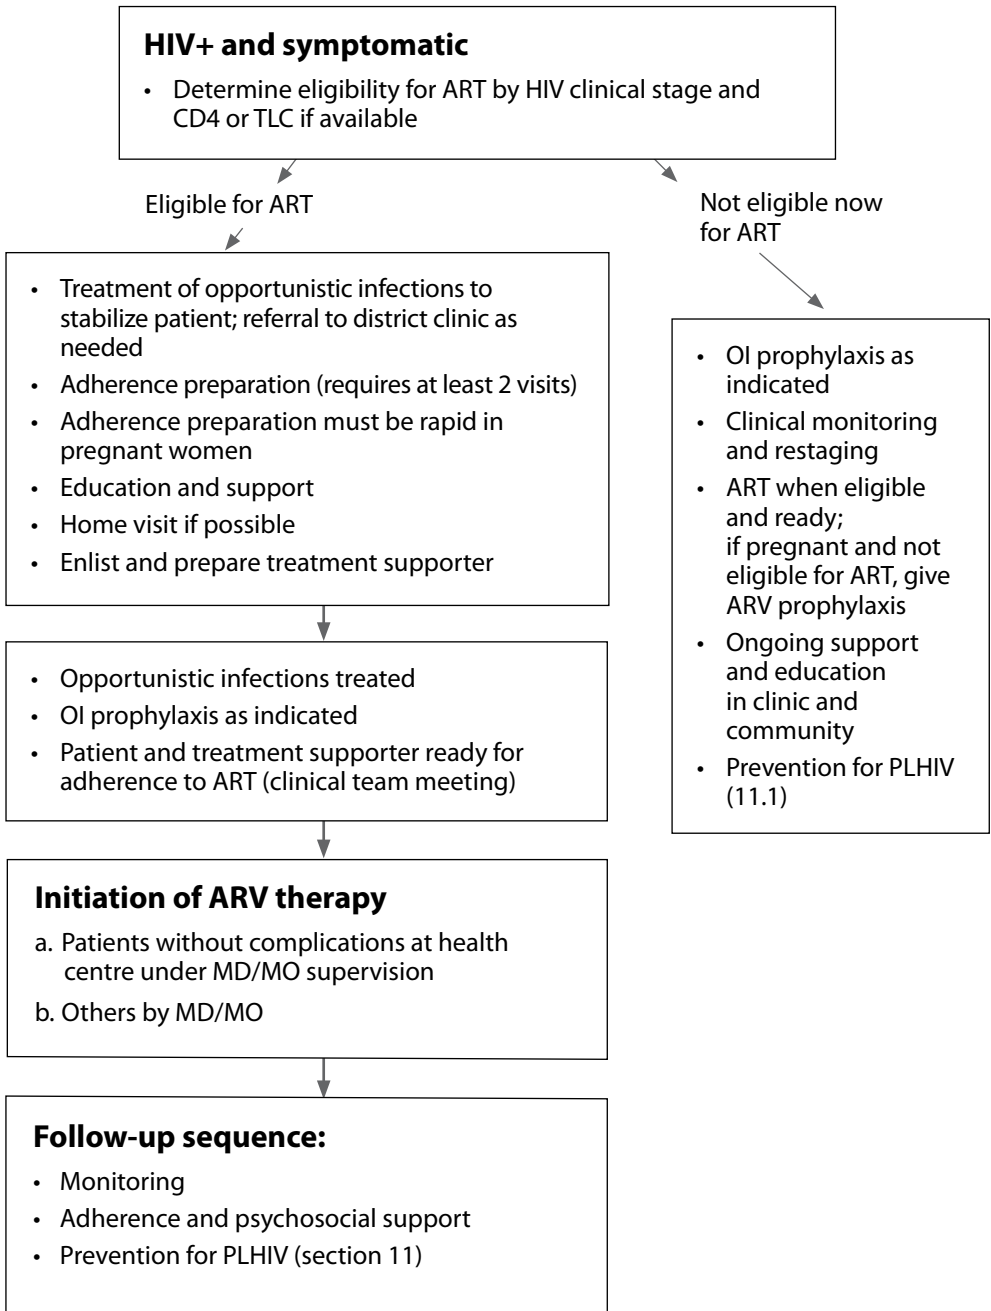 HIV+ and symptomatic
• Determine eligibility for ART by HIV clinical stage and
CD4 or TLC if available
Eligible for ART
Not eligible now
for ART
• Treatment of opportunistic infections to
stabilize patient; referral to district clinic as
needed
• Adherence preparation (requires at least 2 visits)
• Adherence preparation must be rapid in
pregnant women
• Education and support
• Home visit if possible
• Enlist and prepare treatment supporter
• OI prophylaxis as
indicated
• Clinical monitoring
and restaging
• ART when eligible
and ready;
if pregnant and not
eligible for ART, give
ARV prophylaxis
• Ongoing support
and education
in clinic and
community
• Prevention for PLHIV
(11.1)
• Opportunistic infections treated
• OI prophylaxis as indicated
• Patient and treatment supporter ready for
adherence to ART (clinical team meeting)
Initiation of ARV therapy
a. Patients without complications at health
centre under MD/MO supervision
b. Others by MD/MO
Follow-up sequence:
• Monitoring
• Adherence and psychosocial support
• Prevention for PLHIV (section 11)